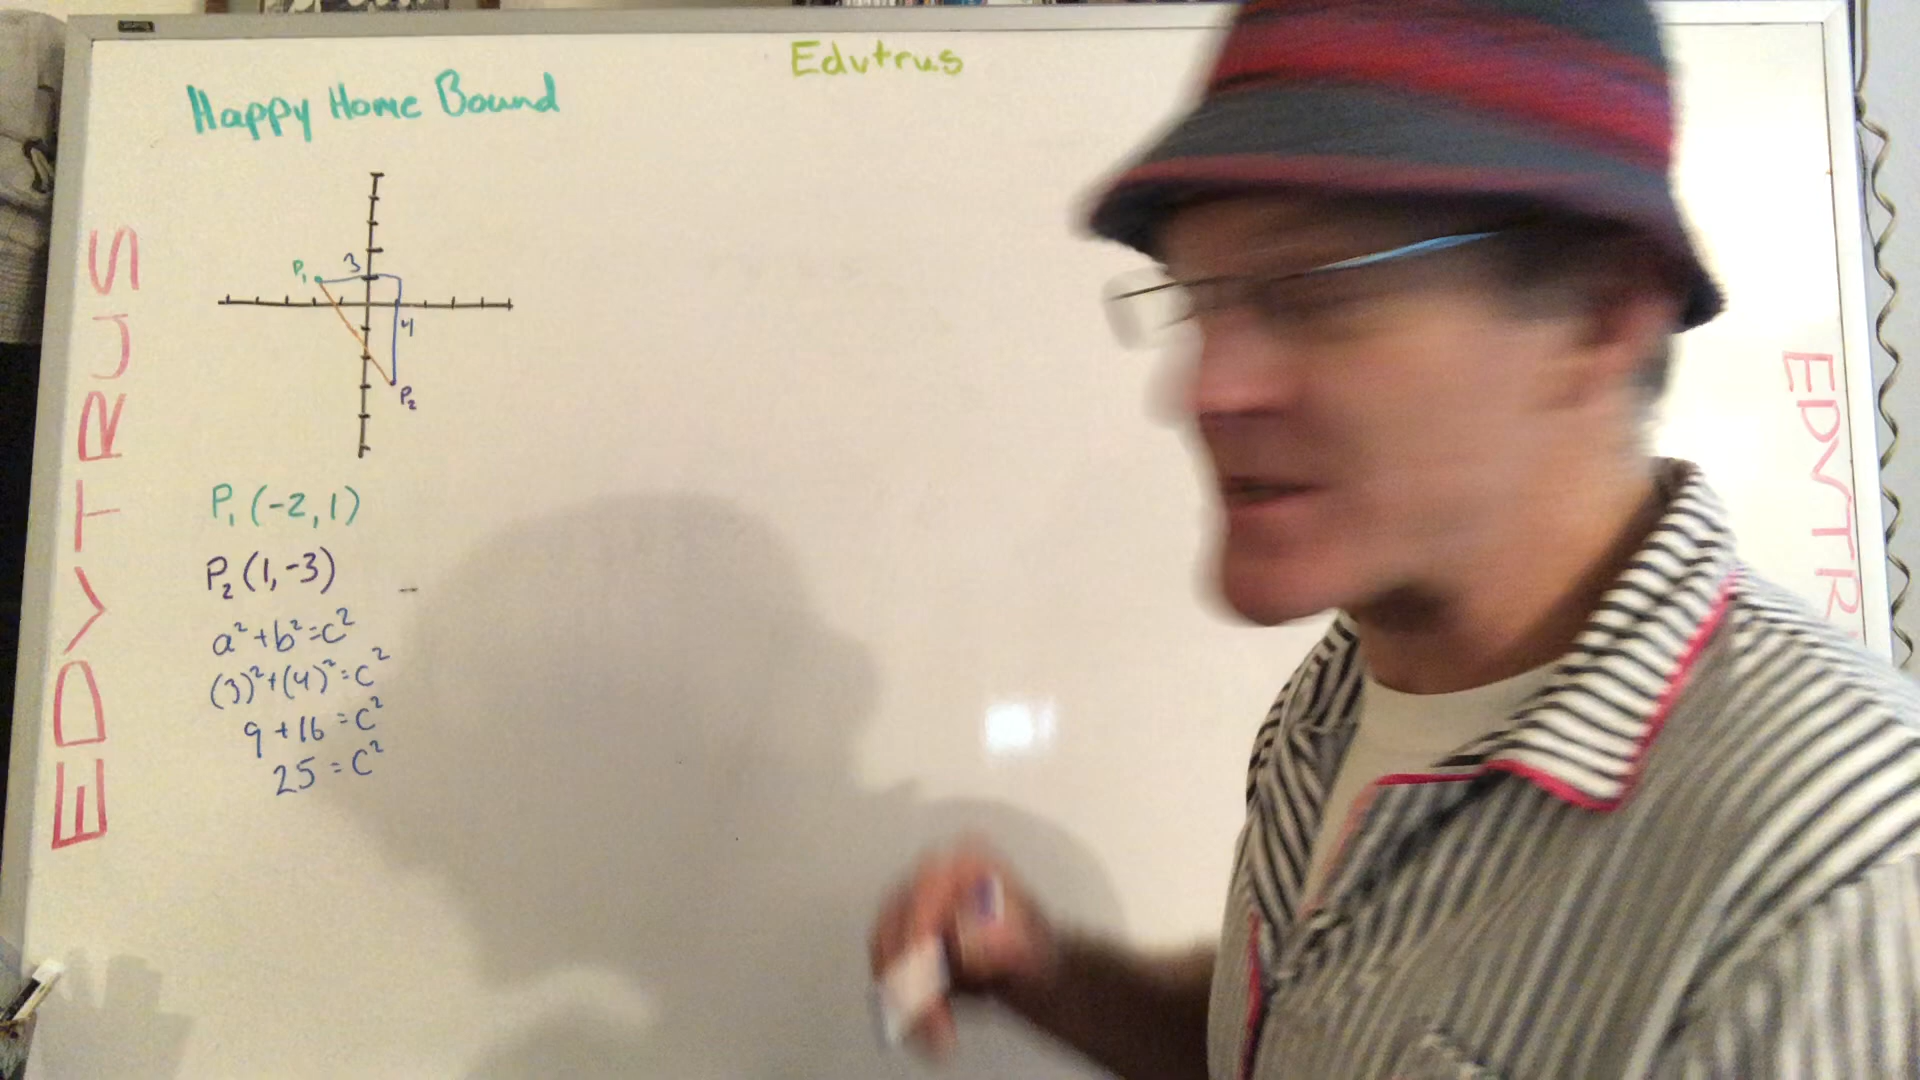 Edvtrus
Happy Home Bound
P₁
3
4
P₂
P₁ (-2, 1)
P₂ (1, -3)
a² + b² = c²
(3)² + (4)² = c²
9 + 16 = c²
25 = c²
EDVTRUS
EDVTR